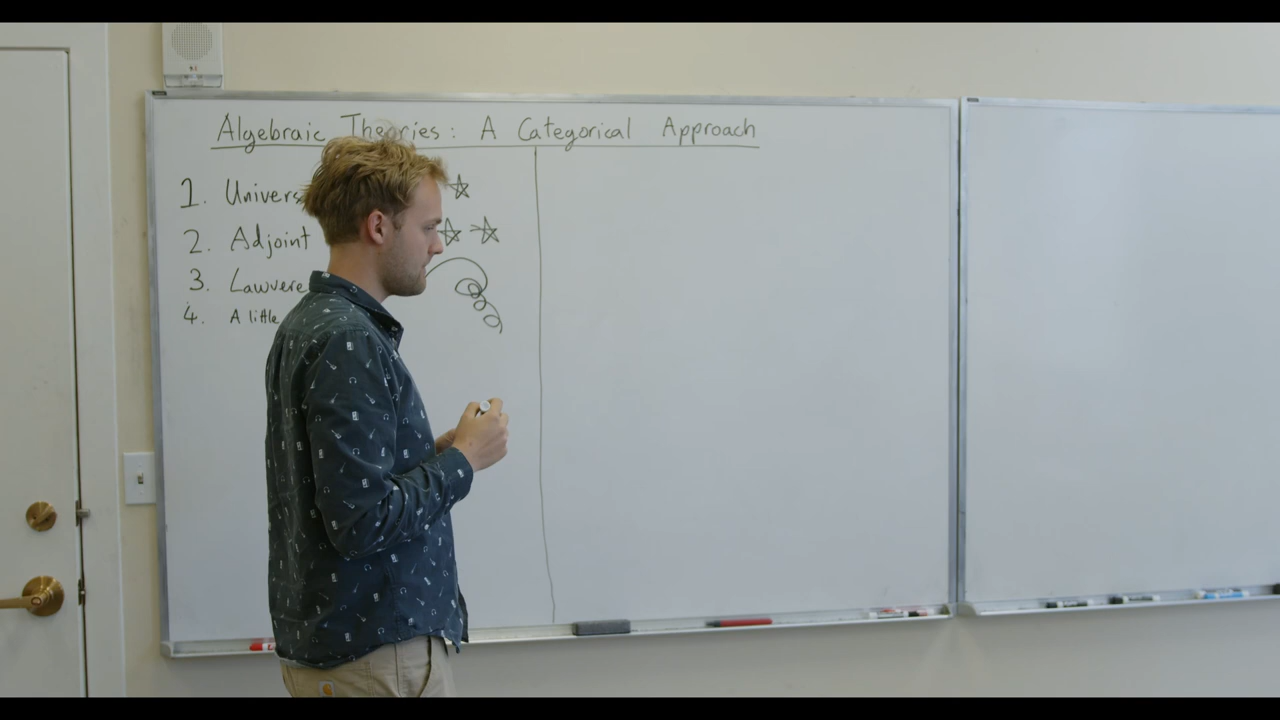 Algebraic Theories: A Categorical Approach
1. Univers
2. Adjoint
3. Lawvere
4. A little